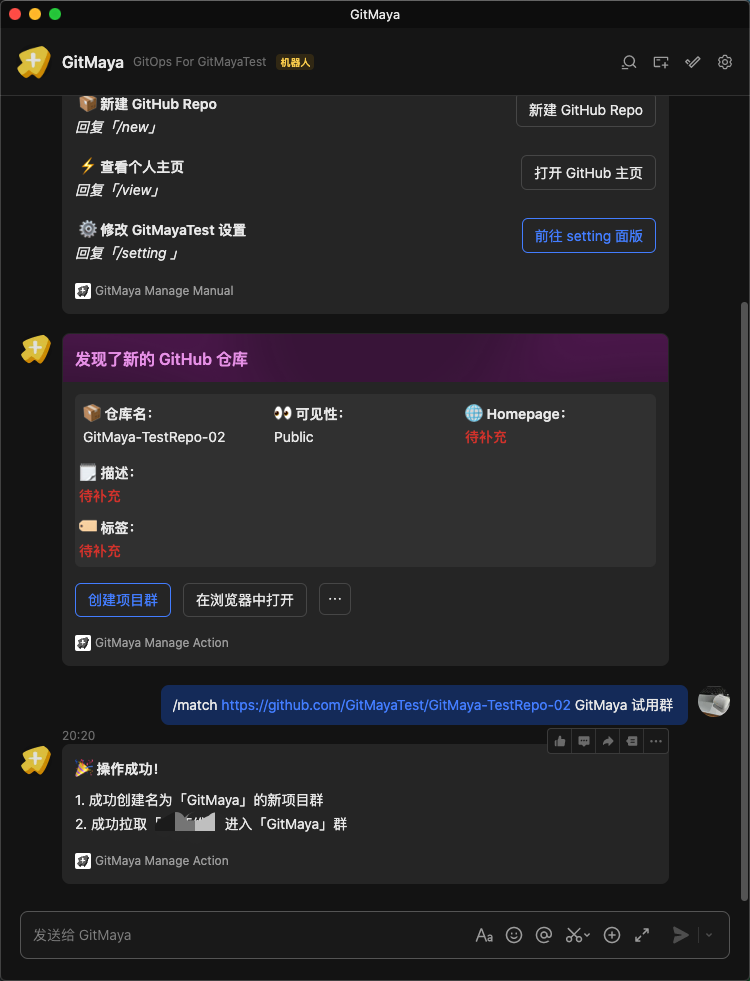 GitMaya
GitMaya GitOps For GitMayaTest 机器人
新建 GitHub Repo
回复「/new」
新建 GitHub Repo
查看个人主页
回复「/view」
打开 GitHub 主页
修改 GitMayaTest 设置
回复「/setting 」
前往 setting 面版
GitMaya Manage Manual
发现了新的 GitHub 仓库
仓库名：
GitMaya-TestRepo-02
可见性：
Public
Homepage：
待补充
描述：
待补充
标签：
待补充
创建项目群
在浏览器中打开
...
GitMaya Manage Action
/match https://github.com/GitMayaTest/GitMaya-TestRepo-02 GitMaya 试用群
20:20
操作成功！
1. 成功创建名为「GitMaya」的新项目群
2. 成功拉取「 进入「GitMaya」群
GitMaya Manage Action
发送给 GitMaya
Aa